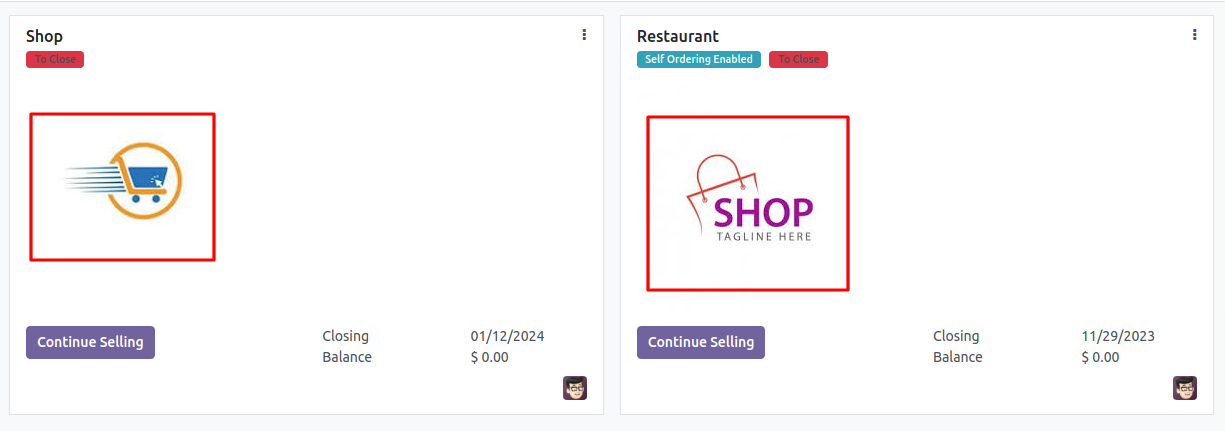 Shop
To Close
Continue Selling
Closing 01/12/2024
Balance $ 0.00
Restaurant
Self Ordering Enabled To Close
SHOP
TAGLINE HERE
Continue Selling
Closing 11/29/2023
Balance $ 0.00